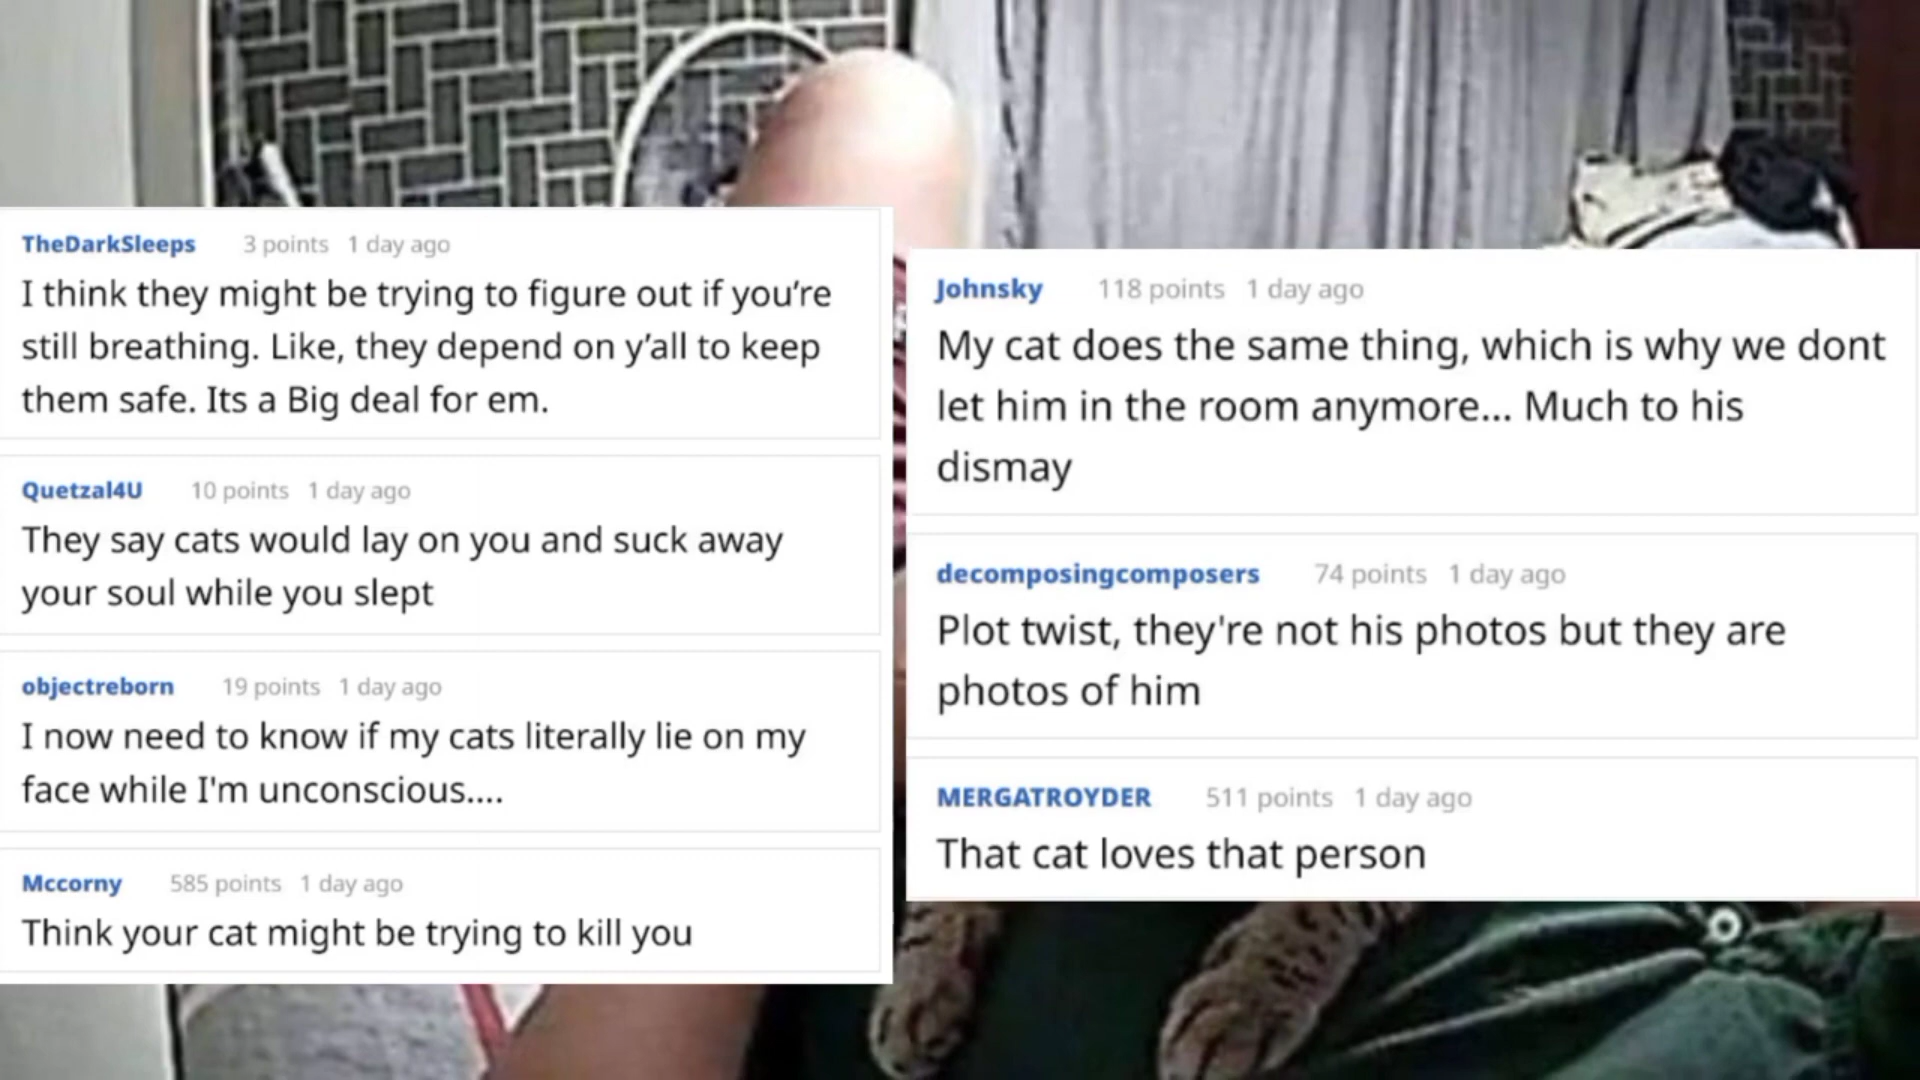 TheDarkSleeps 3 points 1 day ago
I think they might be trying to figure out if you’re
still breathing. Like, they depend on y’all to keep
them safe. Its a Big deal for em.
Quetzal4U 10 points 1 day ago
They say cats would lay on you and suck away
your soul while you slept
objectreborn 19 points 1 day ago
I now need to know if my cats literally lie on my
face while I'm unconscious....
Mccorny 585 points 1 day ago
Think your cat might be trying to kill you
Johnsky 118 points 1 day ago
My cat does the same thing, which is why we dont
let him in the room anymore... Much to his
dismay
decomposingcomposers 74 points 1 day ago
Plot twist, they're not his photos but they are
photos of him
MERGATROYDER 511 points 1 day ago
That cat loves that person